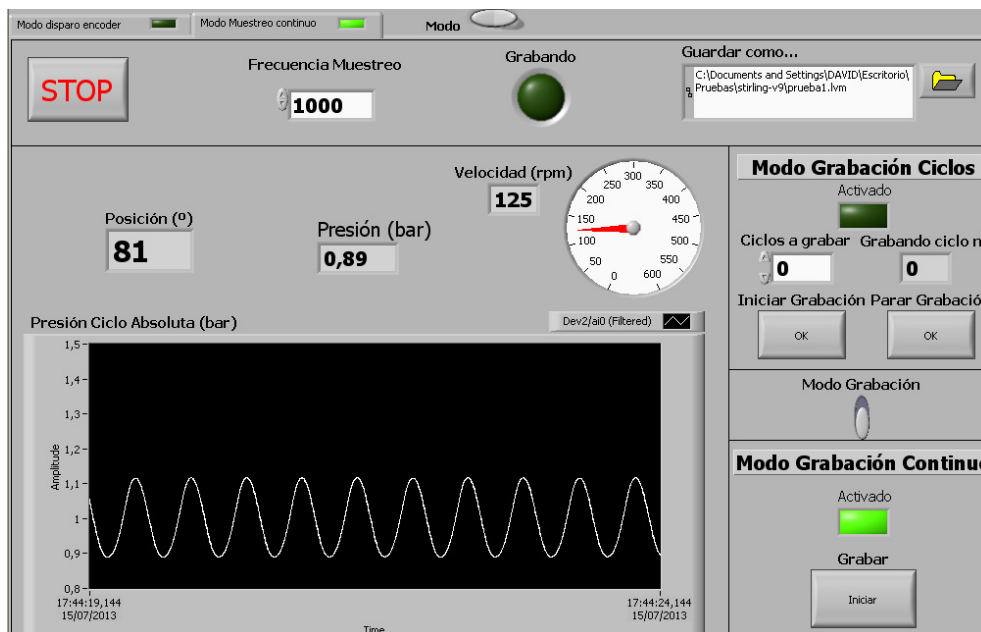 Modo disparo encoder
Modo Muestreo continuo
Modo
STOP
Frecuencia Muestreo
1000
Grabando
Guardar como...
C:\Documents and Settings\DAVID\Escritorio\
Pruebas\stirling-v9\prueba1.lvm
Posición (º)
81
Presión (bar)
0,89
Velocidad (rpm)
125
0
50
100
150
200
250
300
350
400
450
500
550
600
Modo Grabación Ciclos
Activado
Ciclos a grabar
Grabando ciclo n
0
0
Iniciar Grabación
Parar Grabació
OK
OK
Modo Grabación
Modo Grabación Continuo
Activado
Grabar
Iniciar
Presión Ciclo Absoluta (bar)
Dev2/ai0 (Filtered)
Amplitude
1,5
1,4
1,3
1,2
1,1
1
0,9
0,8
17:44:19,144
15/07/2013
17:44:24,144
15/07/2013
Time